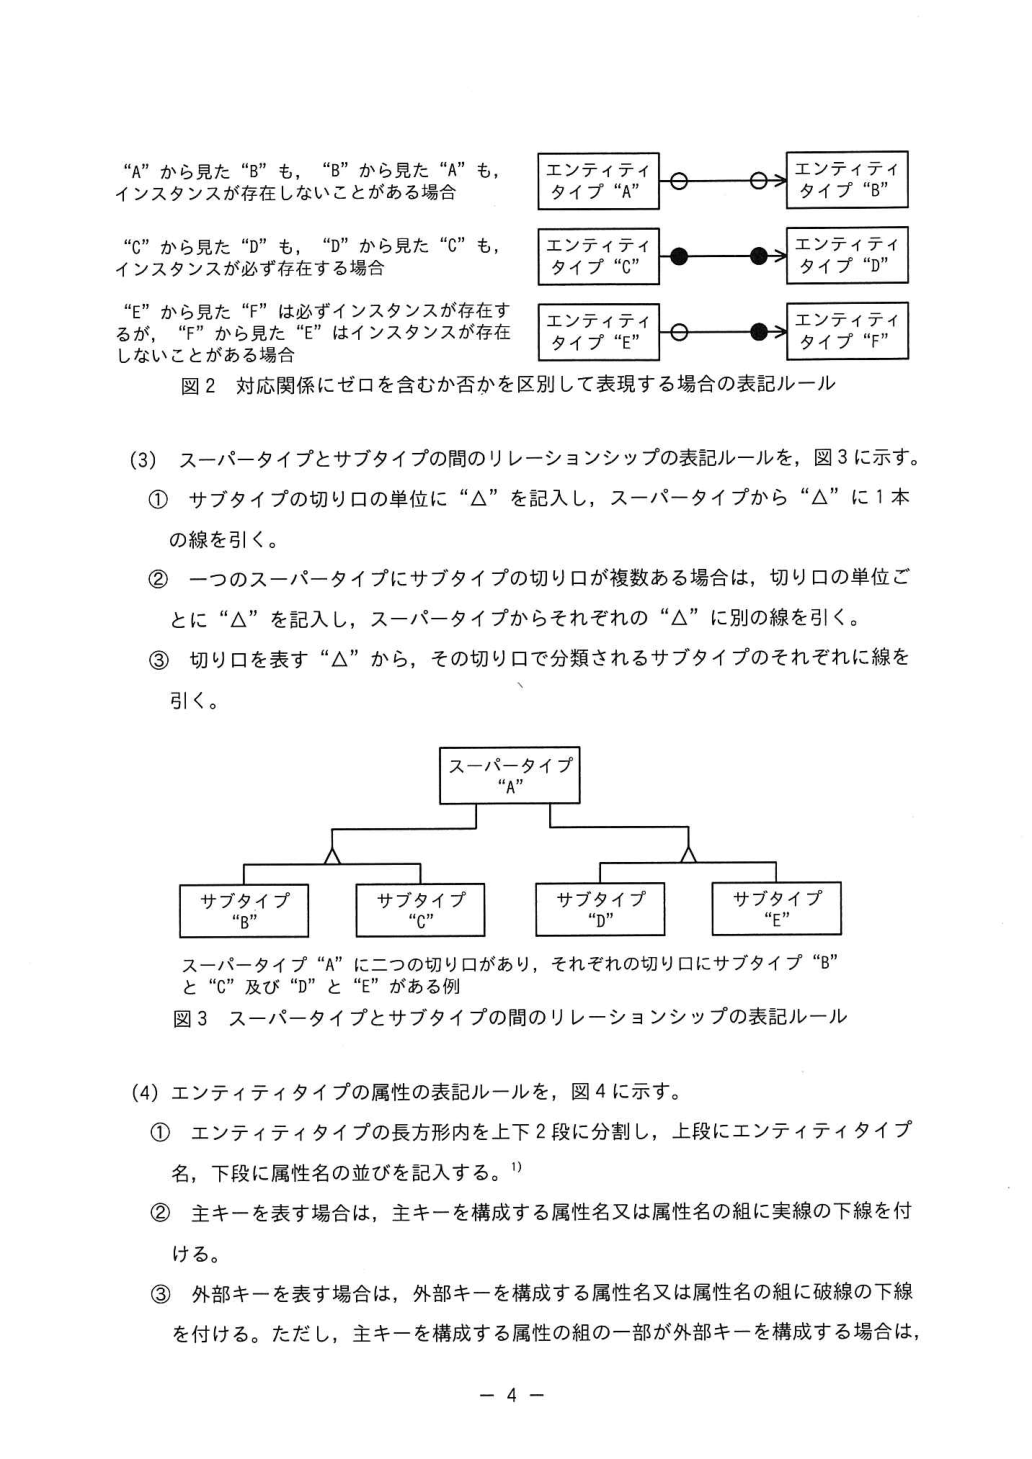 “A” から見た “B” も， “B” から見た “A” も，
インスタンスが存在しないことがある場合
エンティティ
タイプ “A”
エンティティ
タイプ “B”
“C” から見た “D” も， “D” から見た “C” も，
インスタンスが必ず存在する場合
エンティティ
タイプ “C”
エンティティ
タイプ “D”
“E” から見た “F” は必ずインスタンスが存在す
るが， “F” から見た “E” はインスタンスが存在
しないことがある場合
エンティティ
タイプ “E”
エンティティ
タイプ “F”
図２　対応関係にゼロを含むか否かを区別して表現する場合の表記ルール
(3)　スーパータイプとサブタイプの間のリレーションシップの表記ルールを，図３に示す。
①　サブタイプの切り口の単位に “△” を記入し，スーパータイプから “△” に１本
の線を引く。
②　一つのスーパータイプにサブタイプの切り口が複数ある場合は，切り口の単位ご
とに “△” を記入し，スーパータイプからそれぞれの “△” に別の線を引く。
③　切り口を表す “△” から，その切り口で分類されるサブタイプのそれぞれに線を
引く。
スーパータイプ
“A”
サブタイプ
“B”
サブタイプ
“C”
サブタイプ
“D”
サブタイプ
“E”
スーパータイプ “A” に二つの切り口があり，それぞれの切り口にサブタイプ “B”
と “C” 及び “D” と “E” がある例
図３　スーパータイプとサブタイプの間のリレーションシップの表記ルール
(4) エンティティタイプの属性の表記ルールを，図４に示す。
①　エンティティタイプの長方形内を上下２段に分割し，上段にエンティティタイプ
名，下段に属性名の並びを記入する。1)
②　主キーを表す場合は，主キーを構成する属性名又は属性名の組に実線の下線を付
ける。
③　外部キーを表す場合は，外部キーを構成する属性名又は属性名の組に破線の下線
を付ける。ただし，主キーを構成する属性の組の一部が外部キーを構成する場合は，
－ 4 －